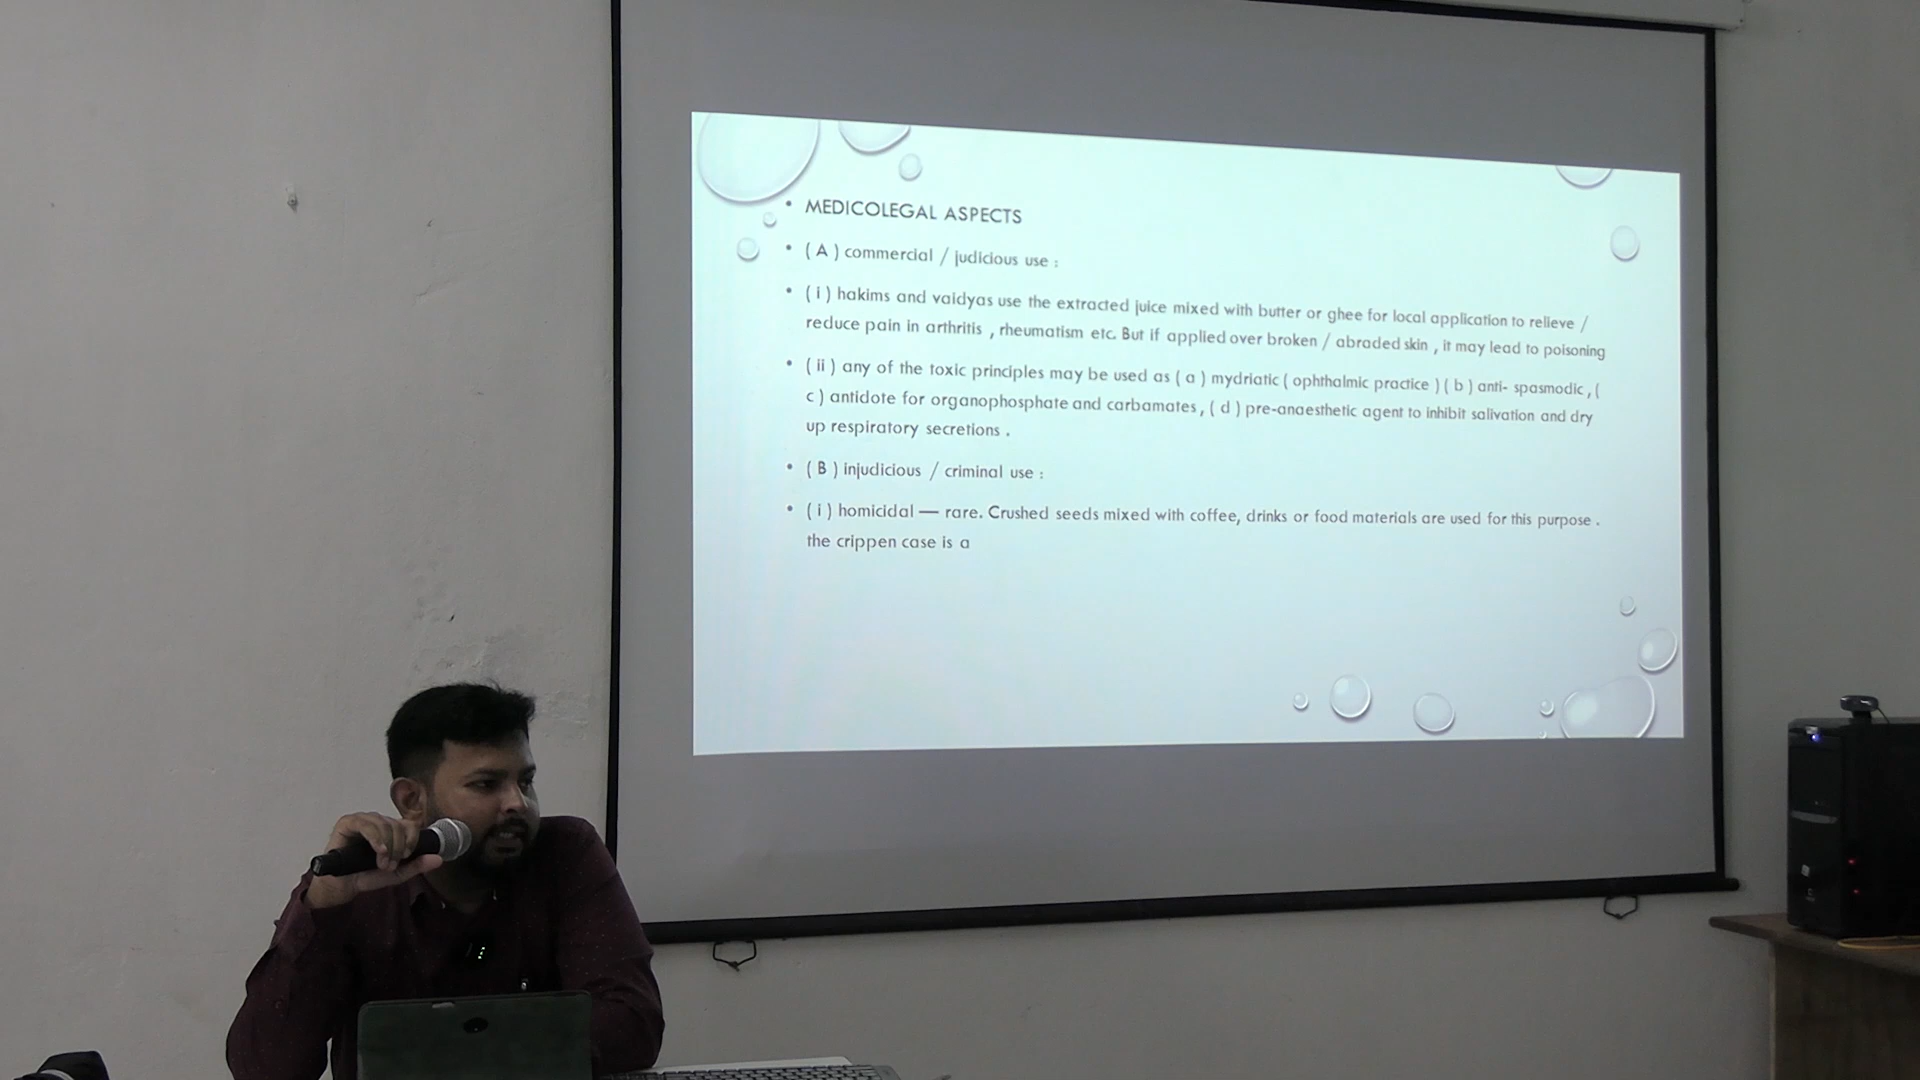 • MEDICOLEGAL ASPECTS
• ( A ) commercial / judicious use :
• ( i ) hakims and vaidyas use the extracted juice mixed with butter or ghee for local application to relieve /
reduce pain in arthritis , rheumatism etc. But if applied over broken / abraded skin , it may lead to poisoning
• ( ii ) any of the toxic principles may be used as ( a ) mydriatic ( ophthalmic practice ) ( b ) anti- spasmodic , (
c ) antidote for organophosphate and carbamates , ( d ) pre-anaesthetic agent to inhibit salivation and dry
up respiratory secretions .
• ( B ) injudicious / criminal use :
• ( i ) homicidal — rare. Crushed seeds mixed with coffee, drinks or food materials are used for this purpose .
the crippen case is a